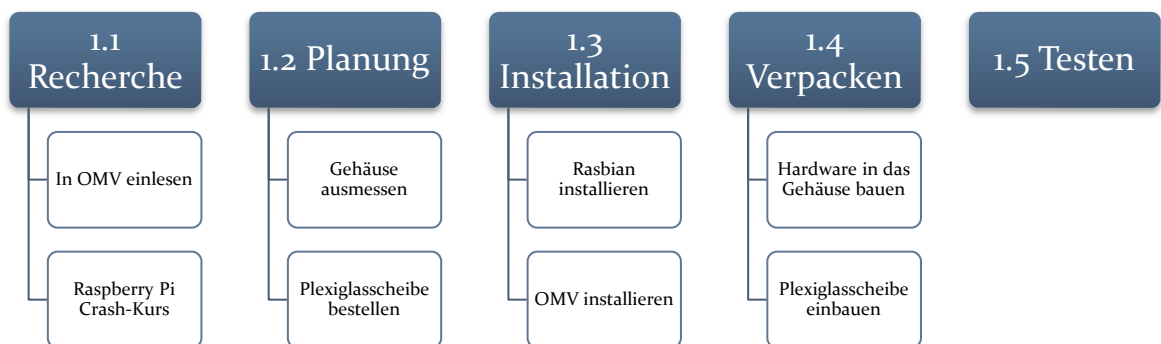 1.1
Recherche
In OMV einlesen
Raspberry Pi
Crash-Kurs
1.2 Planung
Gehäuse
ausmessen
Plexiglasscheibe
bestellen
1.3
Installation
Rasbian
installieren
OMV installieren
1.4
Verpacken
Hardware in das
Gehäuse bauen
Plexiglasscheibe
einbauen
1.5 Testen